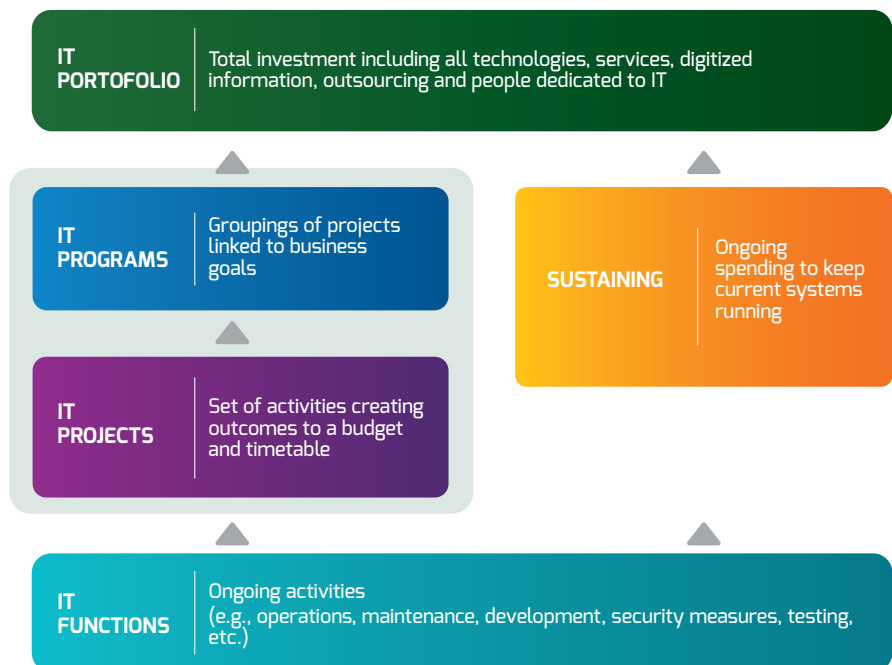 IT
PORTOFOLIO
Total investment including all technologies, services, digitized
information, outsourcing and people dedicated to IT
IT
PROGRAMS
Groupings of projects
linked to business
goals
SUSTAINING
Ongoing
spending to keep
current systems
running
IT
PROJECTS
Set of activities creating
outcomes to a budget
and timetable
IT
FUNCTIONS
Ongoing activities
(e.g., operations, maintenance, development, security measures, testing,
etc.)